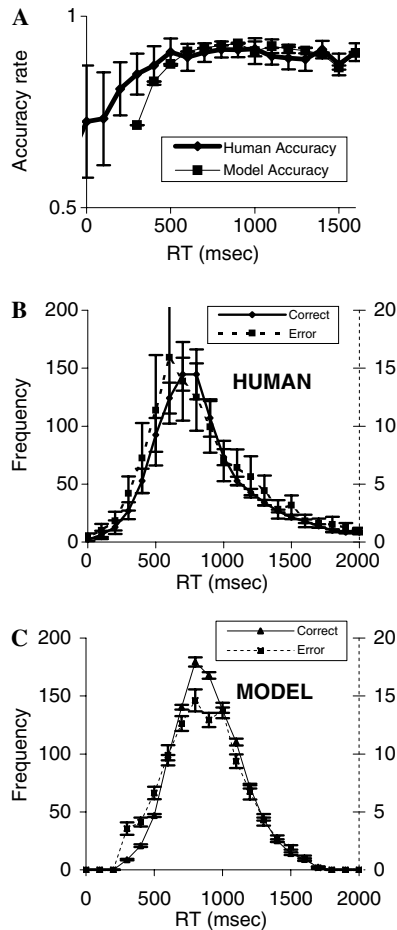 A
1
0.5
Accuracy rate
Human Accuracy
Model Accuracy
0 500 1000 1500
RT (msec)
B
200 20
150 15
100 10
50 5
0 0
Frequency
Correct
Error
HUMAN
0 500 1000 1500 2000
RT (msec)
C
200 20
150 15
100 10
50 5
0 0
Frequency
Correct
Error
MODEL
0 500 1000 1500 2000
RT (msec)